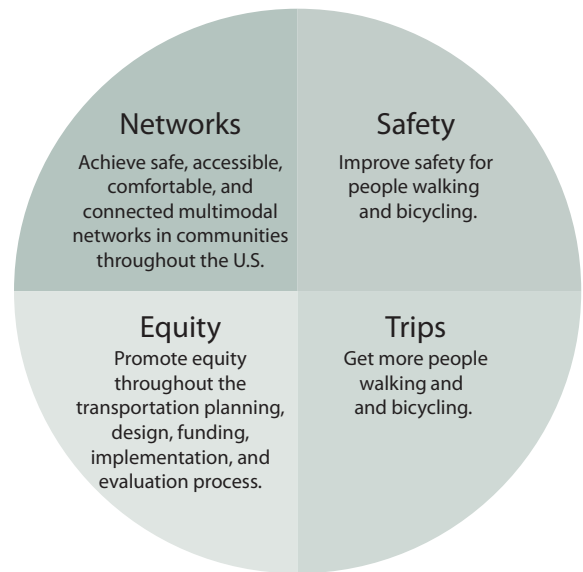 Networks
Achieve safe, accessible,
comfortable, and
connected multimodal
networks in communities
throughout the U.S.
Safety
Improve safety for
people walking
and bicycling.
Equity
Promote equity
throughout the
transportation planning,
design, funding,
implementation, and
evaluation process.
Trips
Get more people
walking and
and bicycling.